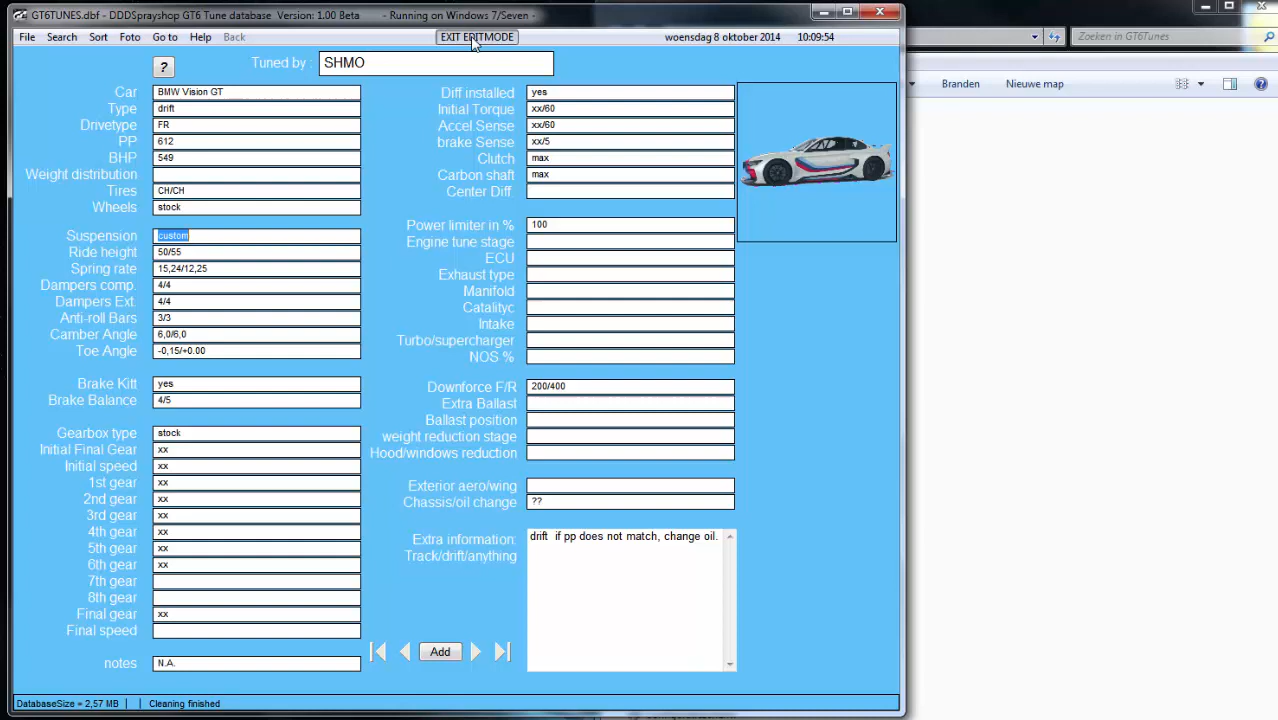 GT6TUNES.dbf - DDDSprayshop GT6 Tune database Version: 1.00 Beta - Running on Windows 7/Seven -
File Search Sort Foto Go to Help Back EXIT EDITMODE woensdag 8 oktober 2014 10:09:54
Zoeken in GT6Tunes
Branden Nieuwe map
? Tuned by : SHMO
Car BMW Vision GT
Type drift
Drivetype FR
PP 612
BHP 549
Weight distribution
Tires CH/CH
Wheels stock
Suspension custom
Ride height 50/55
Spring rate 15,24/12,25
Dampers comp. 4/4
Dampers Ext. 4/4
Anti-roll Bars 3/3
Camber Angle 6,0/6,0
Toe Angle -0,15/+0.00
Brake Kitt yes
Brake Balance 4/5
Gearbox type stock
Initial Final Gear xx
Initial speed xx
1st gear xx
2nd gear xx
3rd gear xx
4th gear xx
5th gear xx
6th gear xx
7th gear
8th gear
Final gear xx
Final speed
notes N.A.
Diff installed yes
Initial Torque xx/60
Accel.Sense xx/60
brake Sense xx/5
Clutch max
Carbon shaft max
Center Diff.
Power limiter in % 100
Engine tune stage
ECU
Exhaust type
Manifold
Catalityc
Intake
Turbo/supercharger
NOS %
Downforce F/R 200/400
Extra Ballast
Ballast position
weight reduction stage
Hood/windows reduction
Exterior aero/wing
Chassis/oil change ??
Extra information: drift if pp does not match, change oil.
Track/drift/anything
Add
DatabaseSize = 2,57 MB Cleaning finished